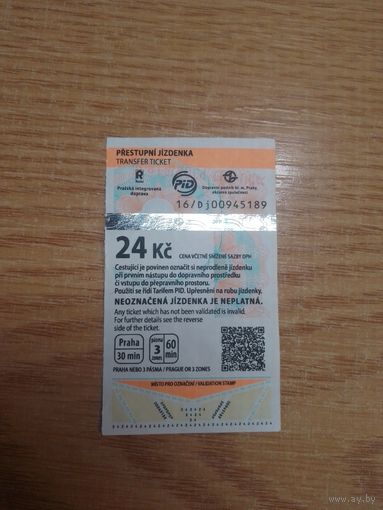 PŘESTUPNÍ JÍZDENKA
TRANSFER TICKET
R
Pražská integrovaná
doprava
PID
Dopravní podnik hl. m. Prahy,
akciová společnost
16/Dj00945189
24 Kč
CENA VČETNĚ SNÍŽENÉ SAZBY DPH
Cestující je povinen označit si neprodleně jízdenku
při prvním nástupu do dopravního prostředku
či vstupu do přepravního prostoru.
Použití se řídí Tarifem PID. Upřesnění na rubu jízdenky.
NEOZNAČENÁ JÍZDENKA JE NEPLATNÁ.
Any ticket which has not been validated is invalid.
For further details see the reverse
side of the ticket.
Praha
30 min
pásma
3
zones
60
min
PRAHA NEBO 3 PÁSMA / PRAGUE OR 3 ZONES
MÍSTO PRO OZNAČENÍ / VALIDATION STAMP
www.ay.by